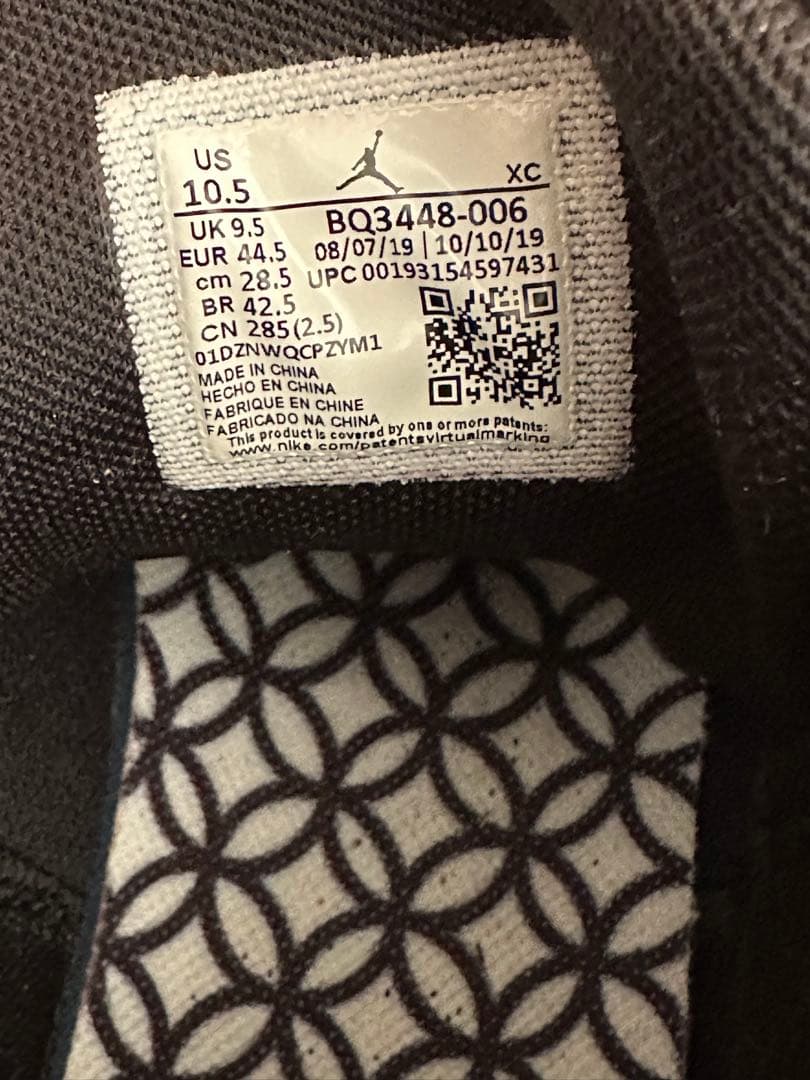 US
10.5
XC
UK 9.5
BQ3448-006
EUR 44.5
08/07/19 | 10/10/19
cm 28.5
UPC 00193154597431
BR 42.5
CN 285(2.5)
01DZNWQCPZYM1
MADE IN CHINA
HECHO EN CHINA
FABRIQUE EN CHINE
FABRICADO NA CHINA
This product is covered by one or more patents:
www.nike.com/patentsvirtualmarking